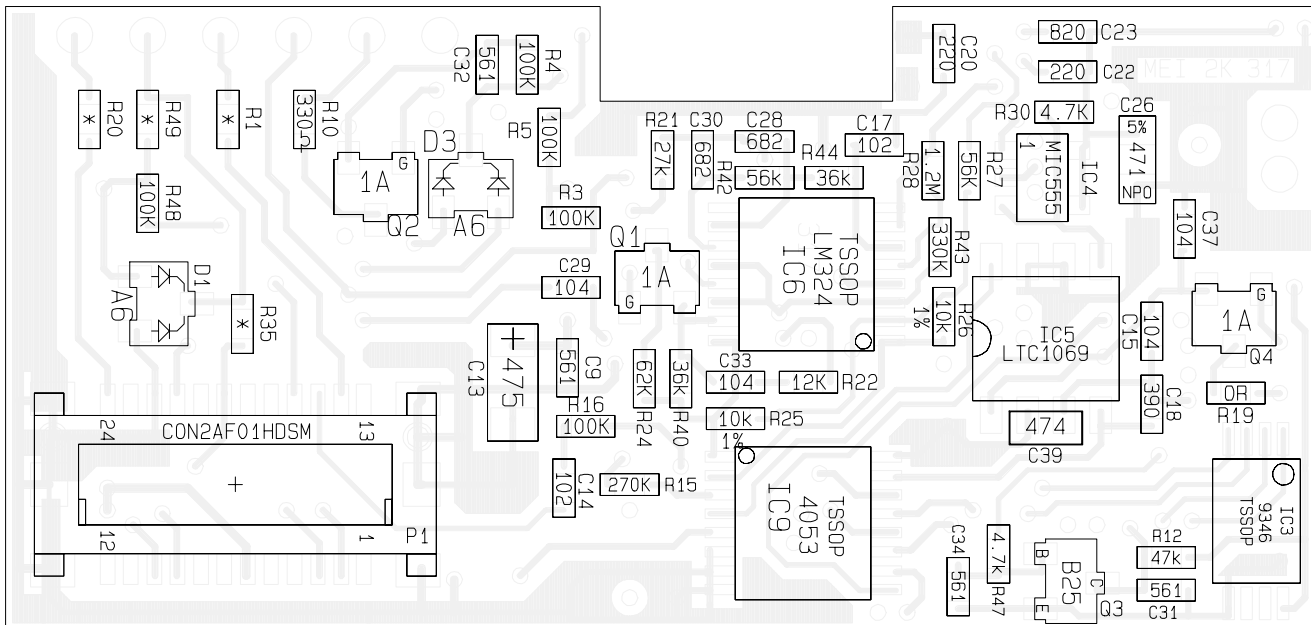 561
C32
100K
R4
220
C20
820
C23
220
C22
MEI 2K 317
*
R20
*
R49
*
R1
330Ω
R10
R5
100K
D3
A6
1A
G
Q2
100K
R48
R3
100K
R21
27k
C30
682
C28
682
R42
56k
R44
36k
C17
102
R28
1.2M
56K
R27
R30
4.7K
MIC555
1
IC4
C26
5%
471
NPO
104
C37
D1
A6
*
R35
C29
104
Q1
1A
G
TSSOP
LM324
IC6
330K
R43
10k
R26
1%
IC5
LTC1069
C15
104
1A
G
Q4
C13
+
475
561
C9
R16
100K
62K
R24
36K
R40
C33
104
12K
R22
10k
R25
1%
474
C39
390
C18
0R
R19
24
CON2AF01HDSM
13
+
12
1
P1
102
C14
270K
R15
TSSOP
4053
IC9
C34
561
4.7k
R47
B
B25
C
E
Q3
R12
47k
561
C31
IC3
9346
TSSOP